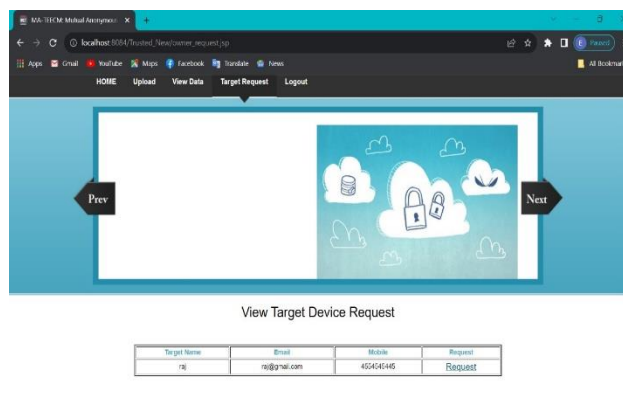 MA-TEECM: Mutual Anonymous
localhost:8084/Trusted_New/owner_request.jsp
Paused
Apps Gmail YouTube Maps Facebook Translate News All Bookmar
HOME Upload View Data Target Request Logout
Prev Next
View Target Device Request
Target Name Email Mobile Request
raj raj@gmail.com Request